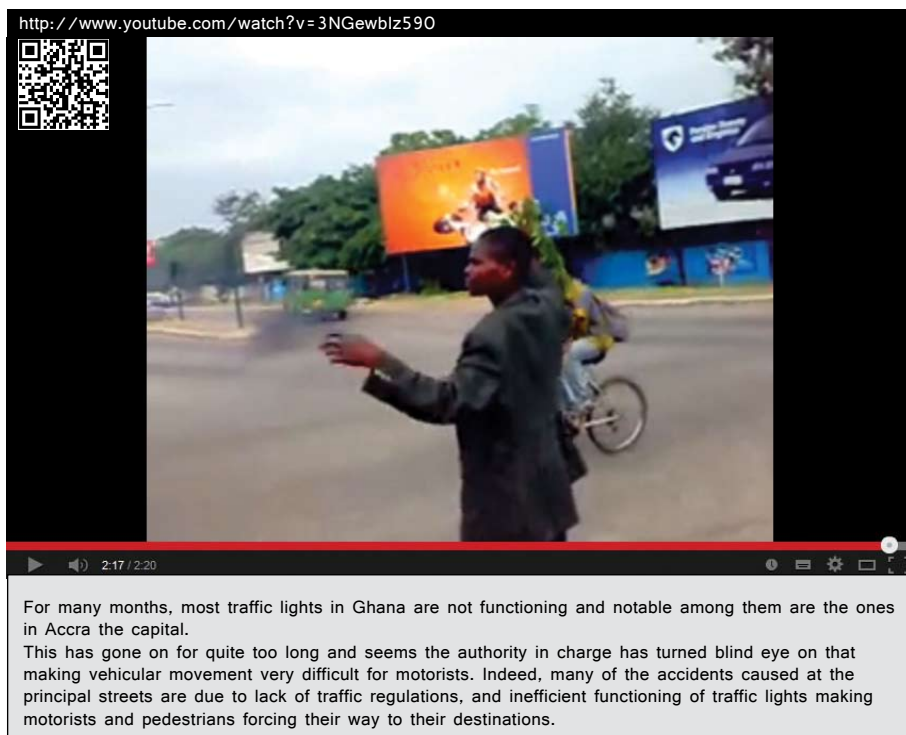 http://www.youtube.com/watch?v=3NGewblz59O
2:17 / 2:20
For many months, most traffic lights in Ghana are not functioning and notable among them are the ones
in Accra the capital.
This has gone on for quite too long and seems the authority in charge has turned blind eye on that
making vehicular movement very difficult for motorists. Indeed, many of the accidents caused at the
principal streets are due to lack of traffic regulations, and inefficient functioning of traffic lights making
motorists and pedestrians forcing their way to their destinations.